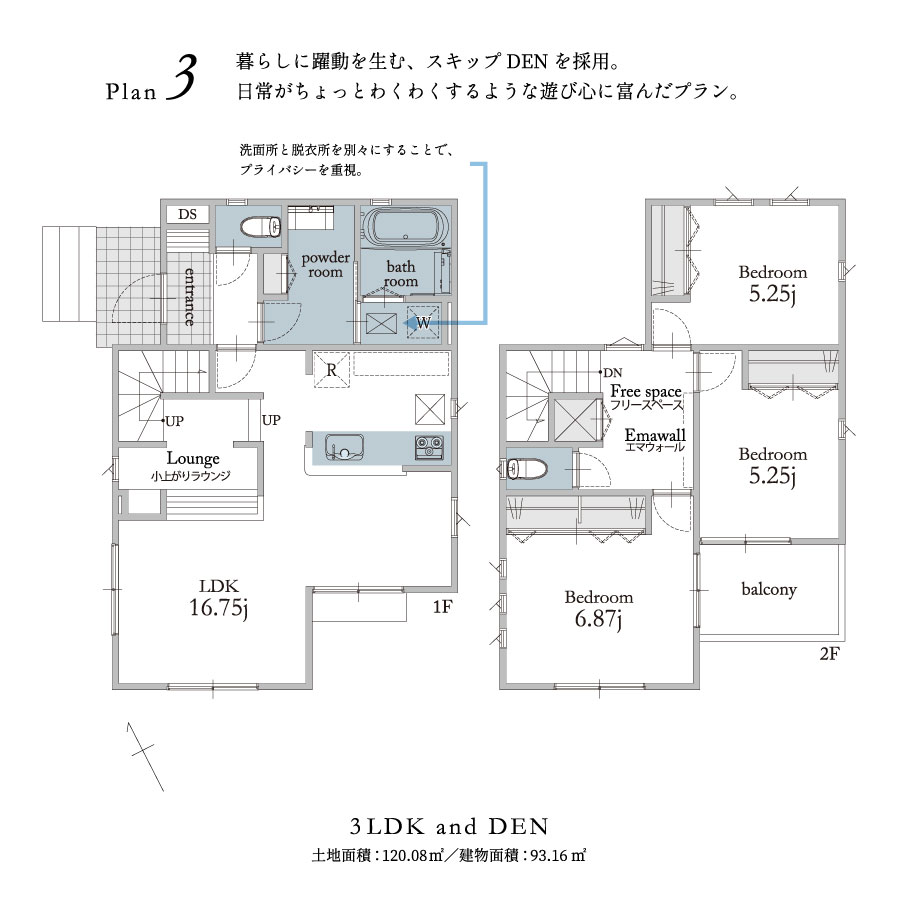 Plan 3
暮らしに躍動を生む、スキップDENを採用。
日常がちょっとわくわくするような遊び心に富んだプラン。
洗面所と脱衣所を別々にすることで、
プライバシーを重視。
DS
entrance
powder
room
bath
room
W
R
UP
UP
Lounge
小上がりラウンジ
LDK
16.75j
1F
Bedroom
5.25j
DN
Free space
フリースペース
Emawall
エマウォール
Bedroom
5.25j
Bedroom
6.87j
balcony
2F
3LDK and DEN
土地面積：120.08㎡／建物面積：93.16㎡